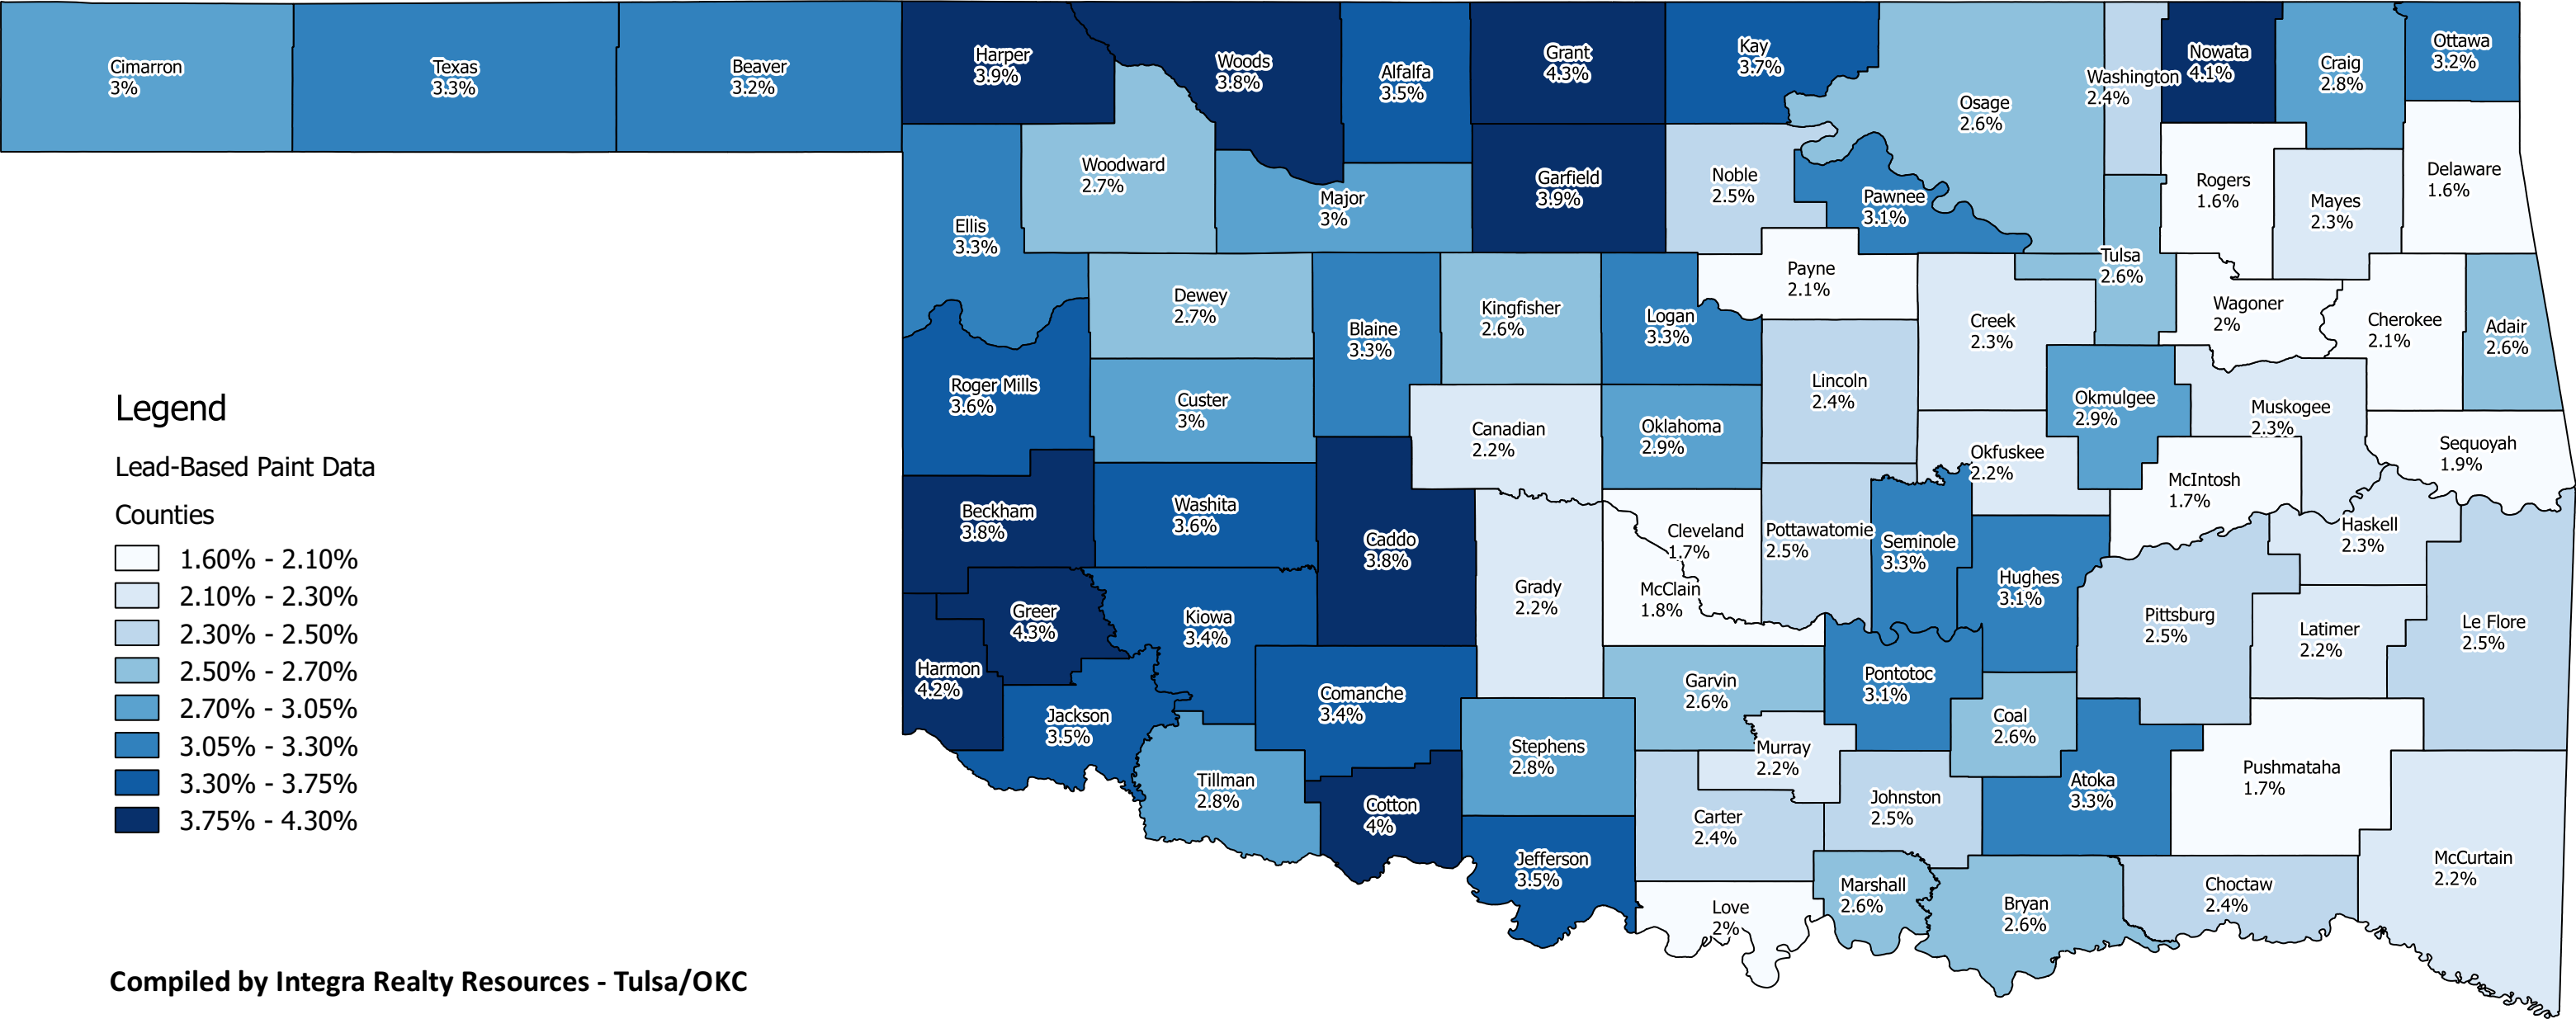 Cimarron
3%
Texas
3.3%
Beaver
3.2%
Harper
3.9%
Woods
3.8%
Alfalfa
3.5%
Grant
4.3%
Kay
3.7%
Osage
2.6%
Washington
2.4%
Nowata
4.1%
Craig
2.8%
Ottawa
3.2%
Woodward
2.7%
Ellis
3.3%
Major
3%
Garfield
3.9%
Noble
2.5%
Pawnee
3.1%
Rogers
1.6%
Mayes
2.3%
Delaware
1.6%
Dewey
2.7%
Blaine
3.3%
Kingfisher
2.6%
Logan
3.3%
Payne
2.1%
Creek
2.3%
Tulsa
2.6%
Wagoner
2%
Cherokee
2.1%
Adair
2.6%
Roger Mills
3.6%
Custer
3%
Canadian
2.2%
Oklahoma
2.9%
Lincoln
2.4%
Okfuskee
2.2%
Okmulgee
2.9%
Muskogee
2.3%
McIntosh
1.7%
Sequoyah
1.9%
Beckham
3.8%
Washita
3.6%
Caddo
3.8%
Grady
2.2%
Cleveland
1.7%
McClain
1.8%
Pottawatomie
2.5%
Seminole
3.3%
Hughes
3.1%
Haskell
2.3%
Pittsburg
2.5%
Latimer
2.2%
Le Flore
2.5%
Greer
4.3%
Kiowa
3.4%
Harmon
4.2%
Jackson
3.5%
Comanche
3.4%
Tillman
2.8%
Cotton
4%
Stephens
2.8%
Jefferson
3.5%
Garvin
2.6%
Murray
2.2%
Pontotoc
3.1%
Coal
2.6%
Atoka
3.3%
Pushmataha
1.7%
McCurtain
2.2%
Carter
2.4%
Johnston
2.5%
Love
2%
Marshall
2.6%
Bryan
2.6%
Choctaw
2.4%
Legend
Lead-Based Paint Data
Counties
1.60% - 2.10%
2.10% - 2.30%
2.30% - 2.50%
2.50% - 2.70%
2.70% - 3.05%
3.05% - 3.30%
3.30% - 3.75%
3.75% - 4.30%
Compiled by Integra Realty Resources - Tulsa/OKC